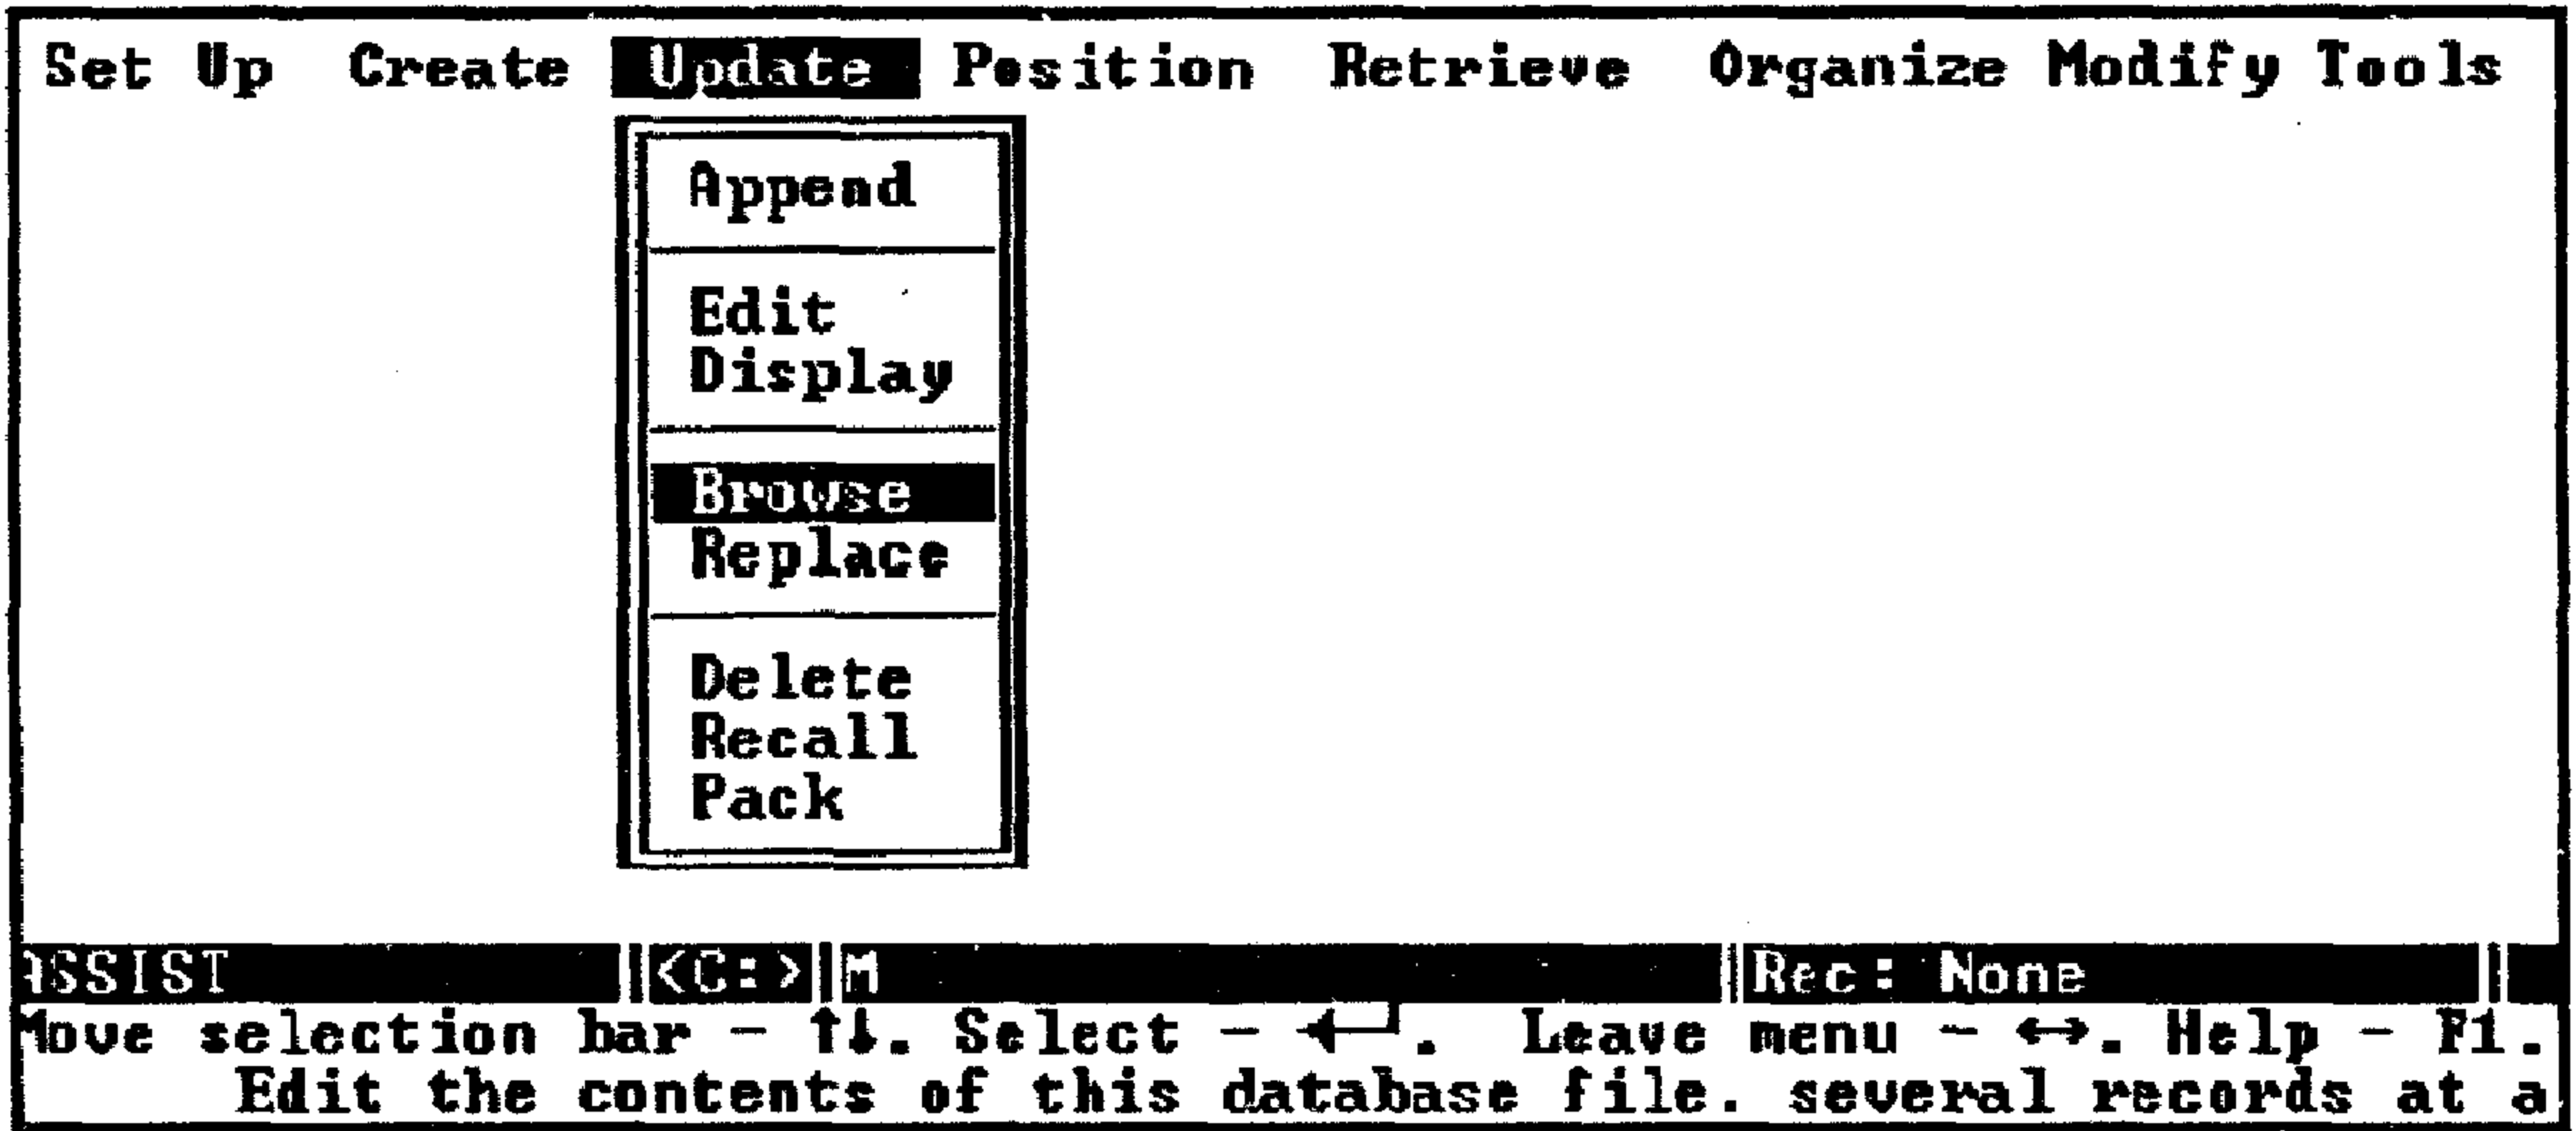 Set Up Create Update Position Retrieve Organize Modify Tools
Append
Edit
Display
Browse
Replace
Delete
Recall
Pack
ASSIST <C:> M Rec: None
Move selection bar - ↑↓. Select - ←┘. Leave menu - ↔. Help - F1.
Edit the contents of this database file. several records at a